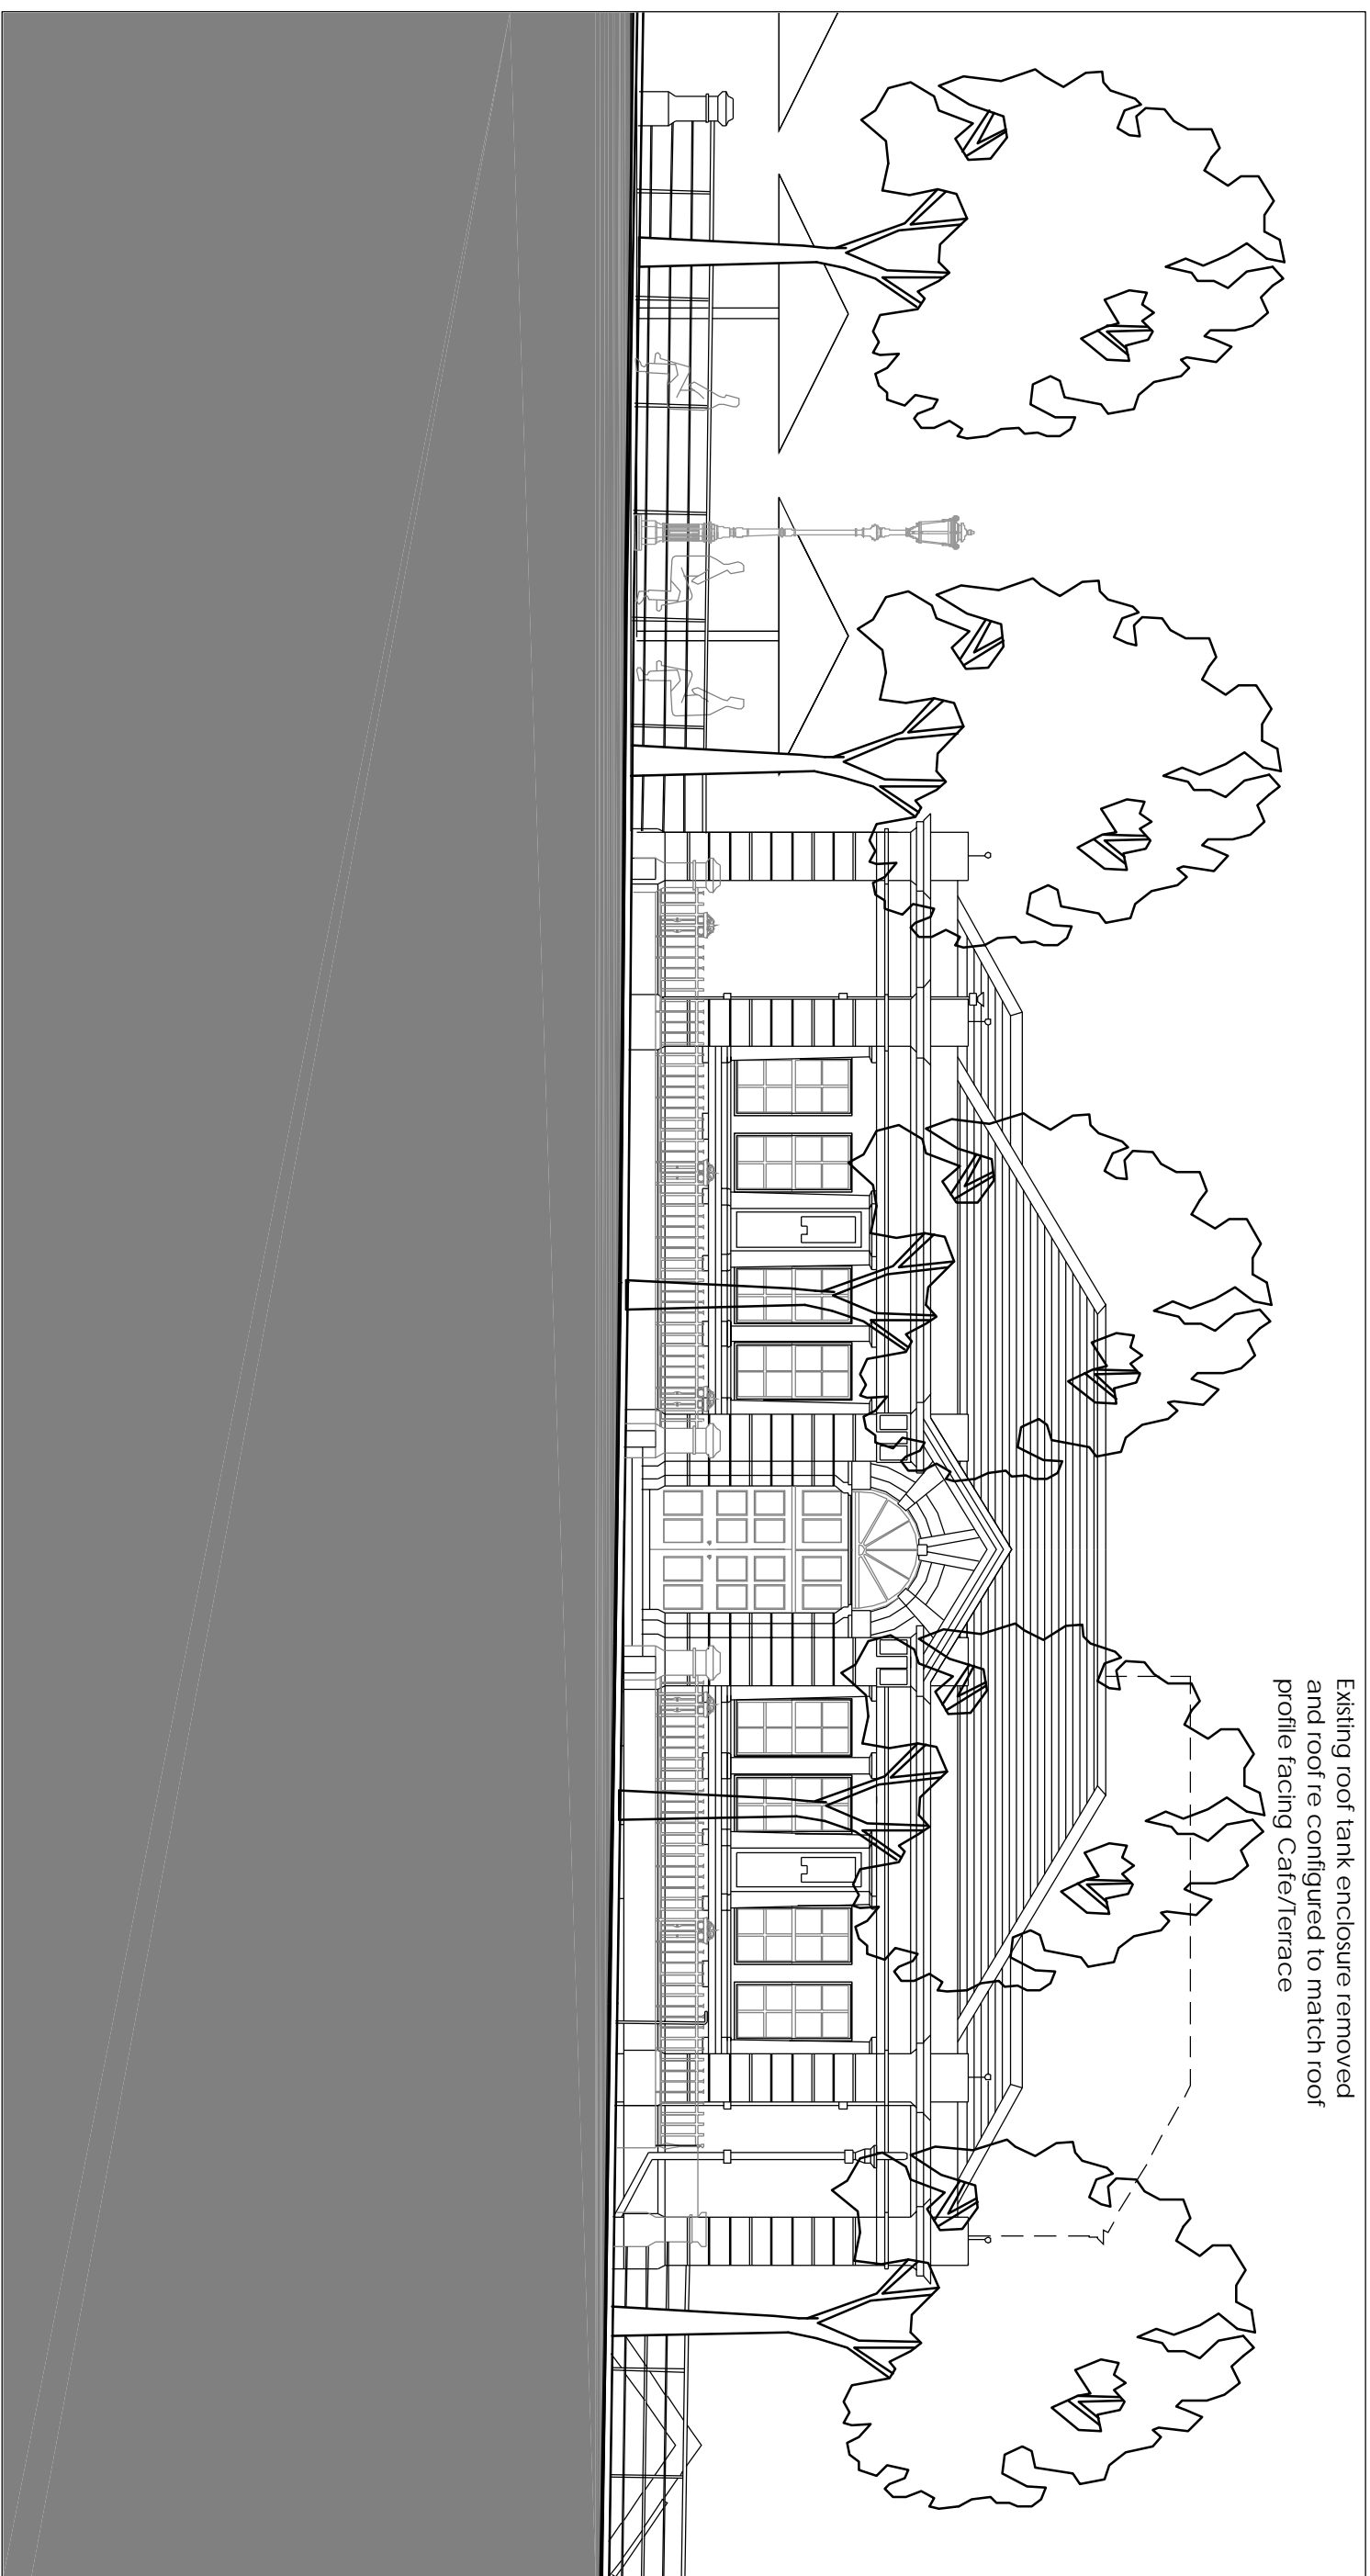 Existing roof tank enclosure removed
and roof re configured to match roof
profile facing Cafe/Terrace